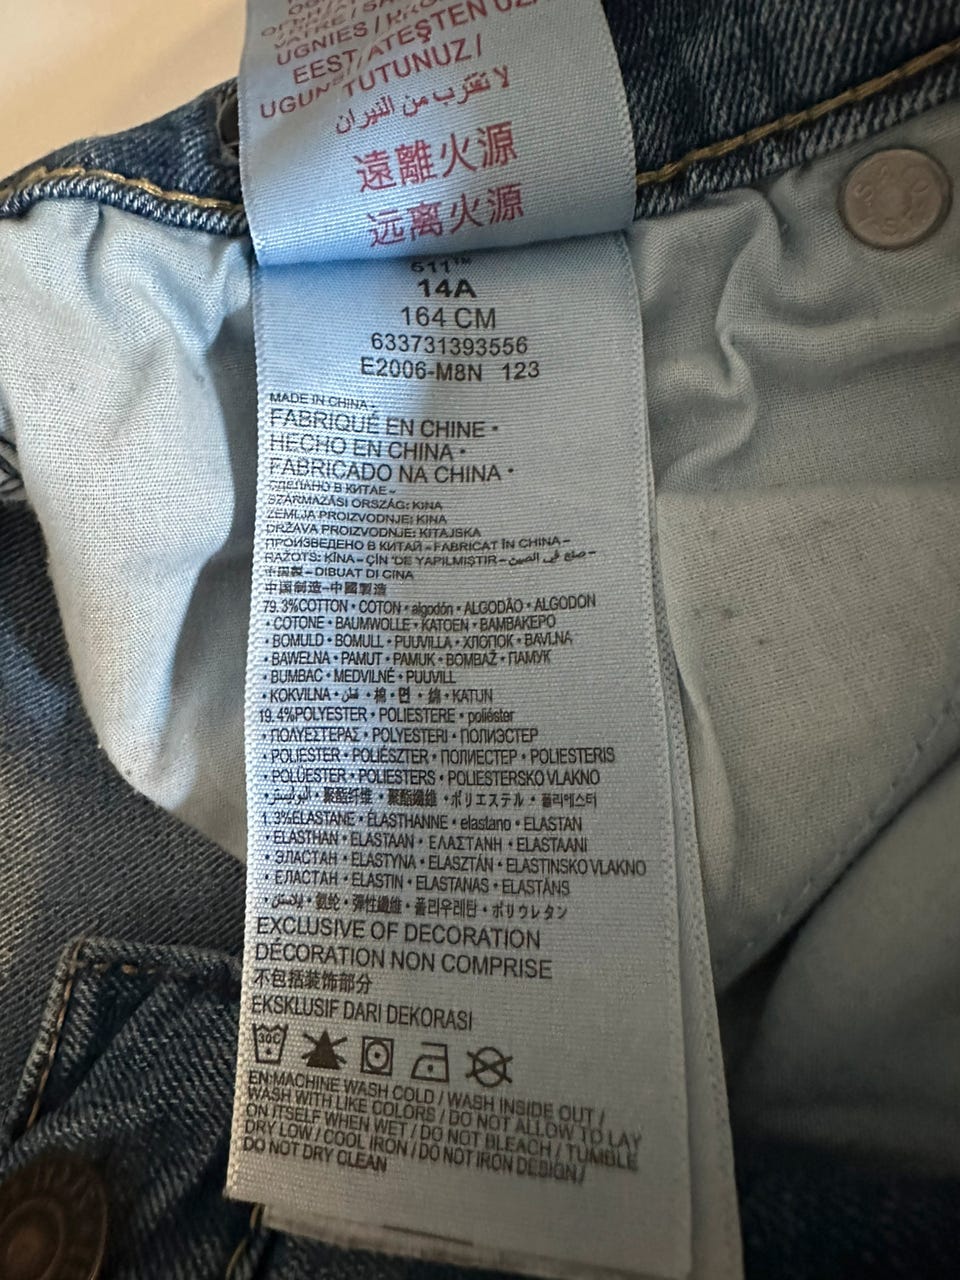 VATRE / SA
UGNIES /
EEST / ATEŞTEN UZA
TUTUNUZ /
لا تقترب من النيران
遠離火源
远离火源
511™
14A
164 CM
633731393556
E2006-M8N 123
MADE IN CHINA -
FABRIQUÉ EN CHINE •
HECHO EN CHINA •
FABRICADO NA CHINA •
СДЕЛАНО В КИТАЕ -
SZÁRMAZÁSI ORSZÁG: KÍNA
ZEMLJA PROIZVODNJE: KINA
DRŽAVA PROIZVODNJE: KITAJSKA
ПРОИЗВЕДЕНО В КИТАЙ - FABRICAT ÎN CHINA -
RAŽOTS: ĶĪNA - ÇİN 'DE YAPILMIŞTIR - صنع في الصين -
中国製 - DIBUAT DI CINA
中国制造 - 中國製造
79.3%COTTON • COTON • algodón • ALGODÃO • ALGODON
• COTONE • BAUMWOLLE • KATOEN • ΒΑΜΒΑΚΕΡΟ
• BOMULD • BOMULL • PUUVILLA • ХЛОПОК • BAVLNA
• BAWEŁNA • PAMUT • PAMUK • BOMBAŽ • ПАМУК
• BUMBAC • MEDVILNĖ • PUUVILL
• KOKVILNA • قطن • 棉 • 면 • 綿 • KATUN
19.4%POLYESTER • POLIESTERE • poliéster
• ΠΟΛΥΕΣΤΕΡΑΣ • POLYESTERI • ПОЛИЭСТЕР
• POLIESTER • POLIÉSZTER • ПОЛИЕСТЕР • POLIESTERIS
• POLÜESTER • POLIESTERS • POLIESTERSKO VLAKNO
• البوليستر • 聚酯纤维 • 聚酯纖維 • ポリエステル • 폴리에스터
1.3%ELASTANE • ÉLASTHANNE • elastano • ELASTAN
• ELASTHAN • ELASTAAN • ΕΛΑΣΤΑΝΗ • ELASTAANI
• ЭЛАСТАН • ELASTYNA • ELASZTÁN • ELASTINSKO VLAKNO
• ЕЛАСТАН • ELASTIN • ELASTANAS • ELASTĀNS
• إيلاستين • 氨纶 • 彈性纖維 • 폴리우레탄 • ポリウレタン
EXCLUSIVE OF DECORATION
DÉCORATION NON COMPRISE
不包括装饰部分
EKSKLUSIF DARI DEKORASI
30C
EN:MACHINE WASH COLD / WASH INSIDE OUT /
WASH WITH LIKE COLORS / DO NOT ALLOW TO LAY
ON ITSELF WHEN WET / DO NOT BLEACH / TUMBLE
DRY LOW / COOL IRON / DO NOT IRON DESIGN /
DO NOT DRY CLEAN